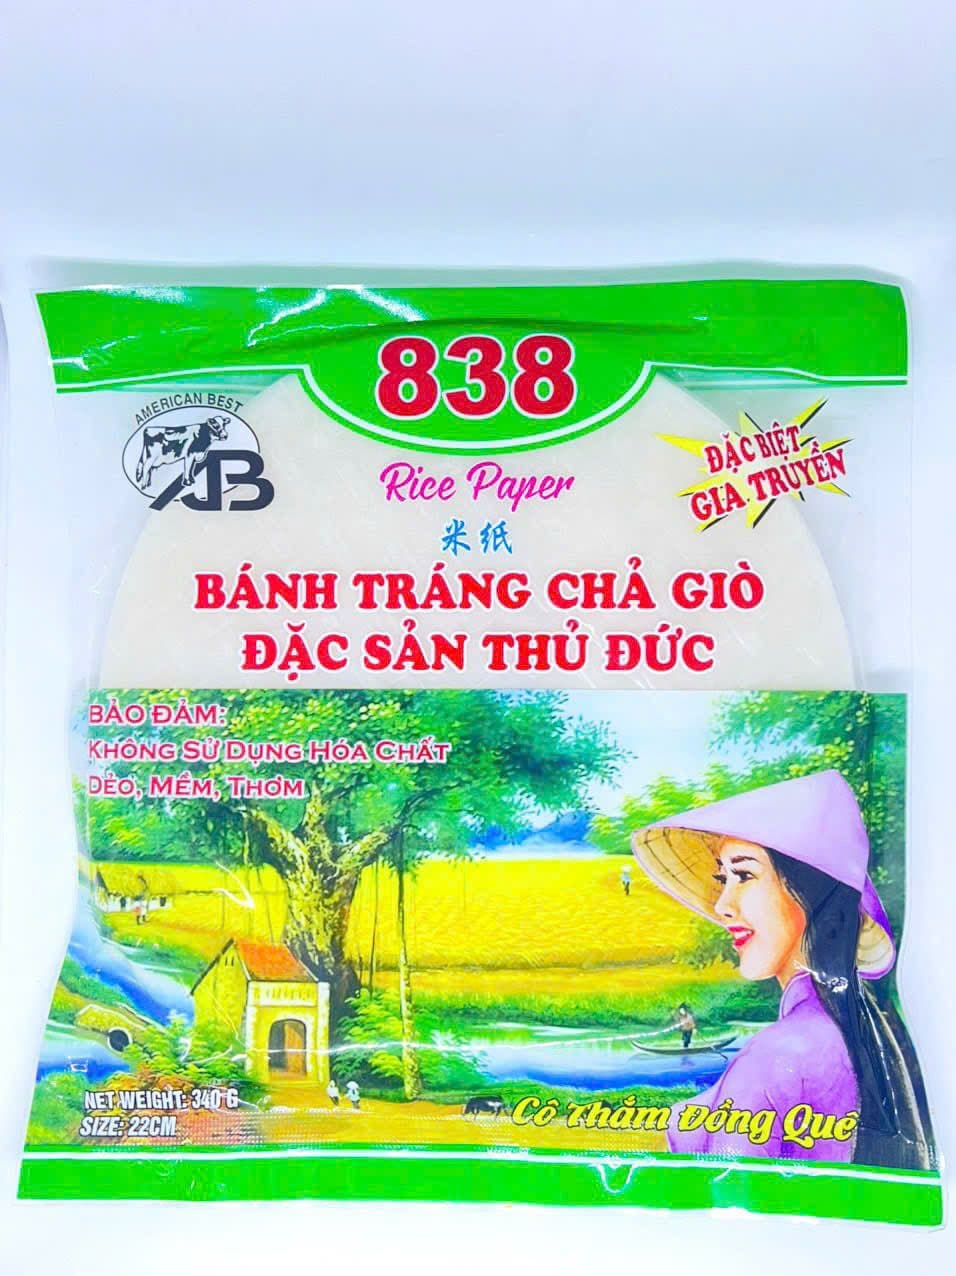 838
AMERICAN BEST
AB
Rice Paper
ĐẶC BIỆT
GIA TRUYỀN
米纸
BÁNH TRÁNG CHẢ GIÒ
ĐẶC SẢN THỦ ĐỨC
BẢO ĐẢM:
KHÔNG SỬ DỤNG HÓA CHẤT
DẺO, MỀM, THƠM
NET WEIGHT: 340 G
SIZE: 22CM
Cô Thắm Đồng Quê